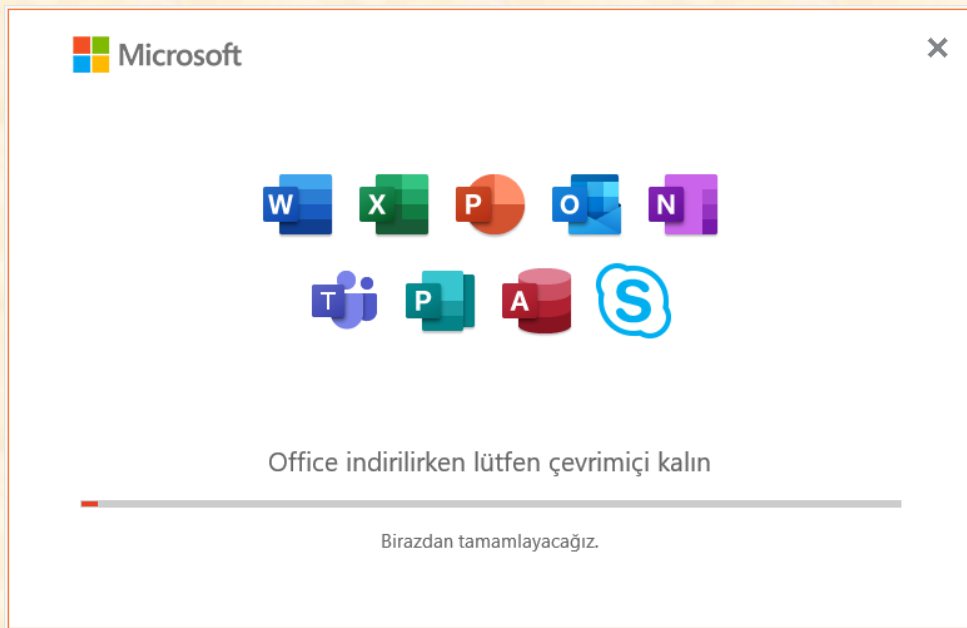 Microsoft
W X P O N
T P A S
Office indirilirken lütfen çevrimiçi kalın
Birazdan tamamlayacağız.